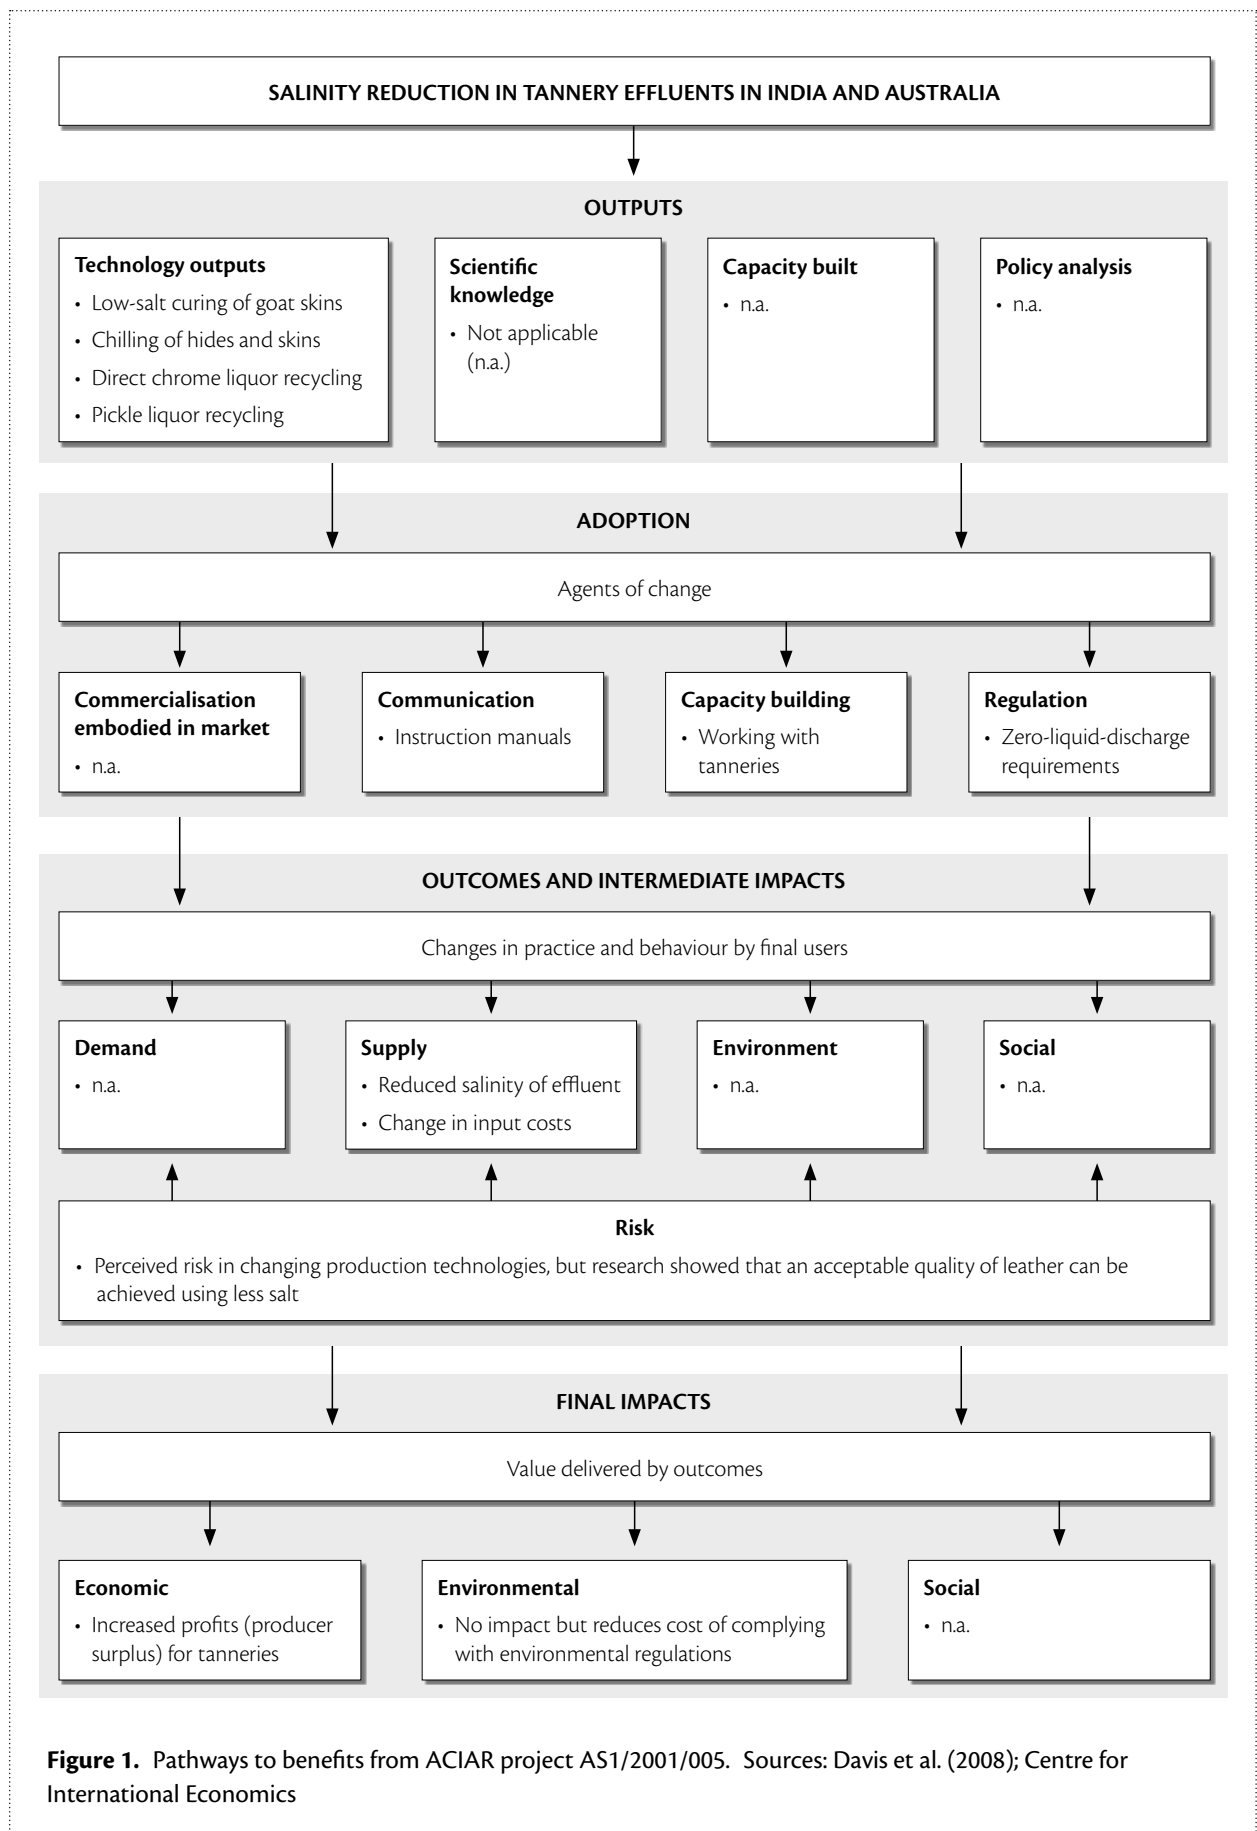 SALINITY REDUCTION IN TANNERY EFFLUENTS IN INDIA AND AUSTRALIA
OUTPUTS
Technology outputs
• Low-salt curing of goat skins
• Chilling of hides and skins
• Direct chrome liquor recycling
• Pickle liquor recycling
Scientific
knowledge
• Not applicable
(n.a.)
Capacity built
• n.a.
Policy analysis
• n.a.
ADOPTION
Agents of change
Commercialisation
embodied in market
• n.a.
Communication
• Instruction manuals
Capacity building
• Working with
tanneries
Regulation
• Zero-liquid-discharge
requirements
OUTCOMES AND INTERMEDIATE IMPACTS
Changes in practice and behaviour by final users
Demand
• n.a.
Supply
• Reduced salinity of effluent
• Change in input costs
Environment
• n.a.
Social
• n.a.
Risk
• Perceived risk in changing production technologies, but research showed that an acceptable quality of leather can be
achieved using less salt
FINAL IMPACTS
Value delivered by outcomes
Economic
• Increased profits (producer
surplus) for tanneries
Environmental
• No impact but reduces cost of complying
with environmental regulations
Social
• n.a.
Figure 1. Pathways to benefits from ACIAR project AS1/2001/005. Sources: Davis et al. (2008); Centre for
International Economics